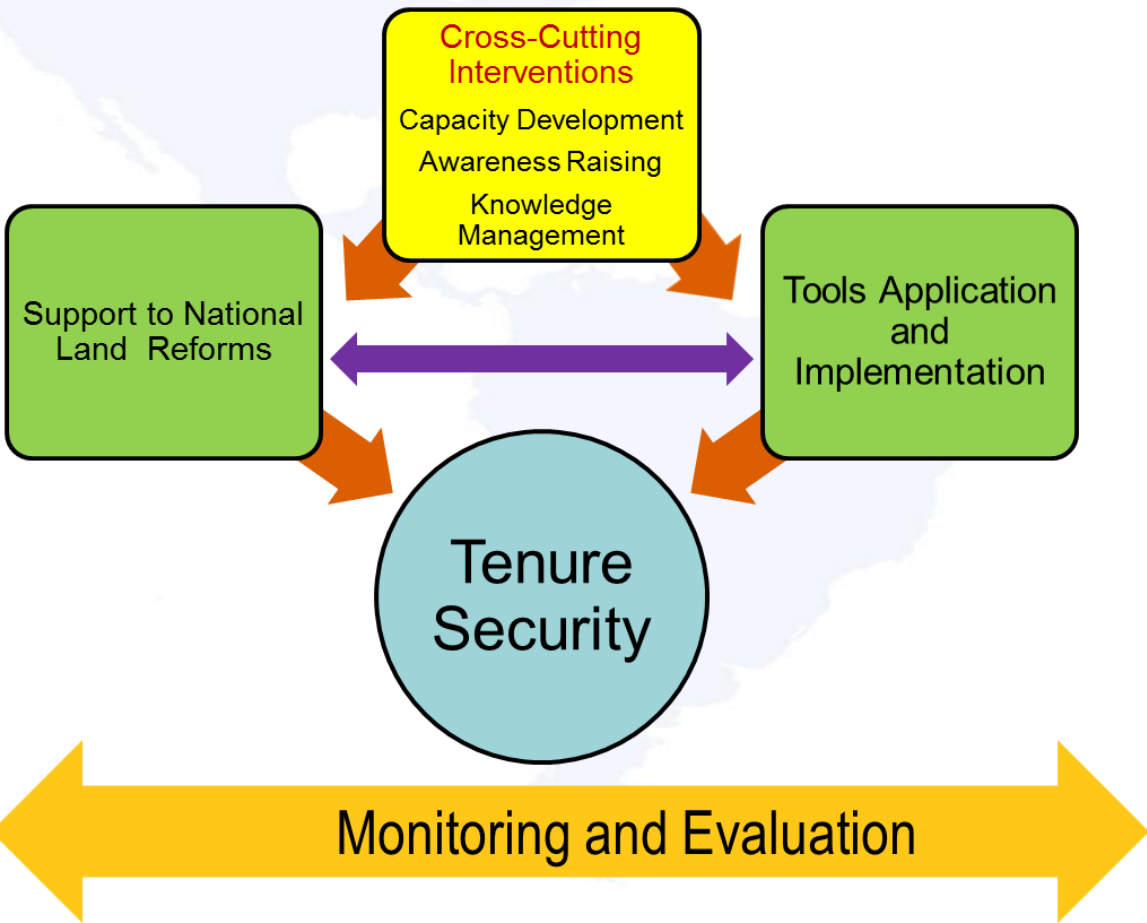 Cross-Cutting
Interventions
Capacity Development
Awareness Raising
Knowledge
Management
Support to National
Land Reforms
Tools Application
and
Implementation
Tenure
Security
Monitoring and Evaluation